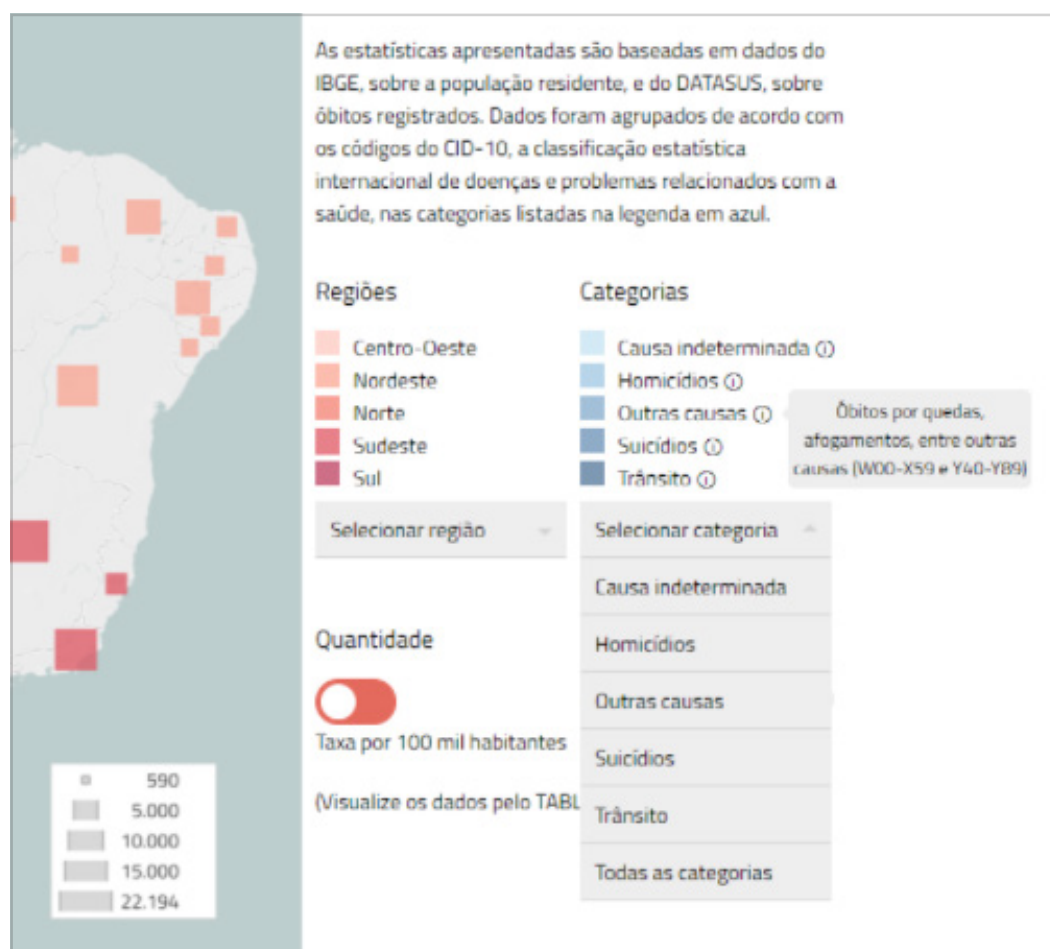 As estatísticas apresentadas são baseadas em dados do
IBGE, sobre a população residente, e do DATASUS, sobre
óbitos registrados. Dados foram agrupados de acordo com
os códigos do CID-10, a classificação estatística
internacional de doenças e problemas relacionados com a
saúde, nas categorias listadas na legenda em azul.
Regiões
Centro-Oeste
Nordeste
Norte
Sudeste
Sul
Selecionar região
Categorias
Causa indeterminada
Homicídios
Outras causas
Suicídios
Trânsito
Óbitos por quedas,
afogamentos, entre outras
causas (W00-X59 e Y40-Y89)
Selecionar categoria
Causa indeterminada
Homicídios
Outras causas
Suicídios
Trânsito
Todas as categorias
Quantidade
Taxa por 100 mil habitantes
(Visualize os dados pelo TABL
590
5.000
10.000
15.000
22.194